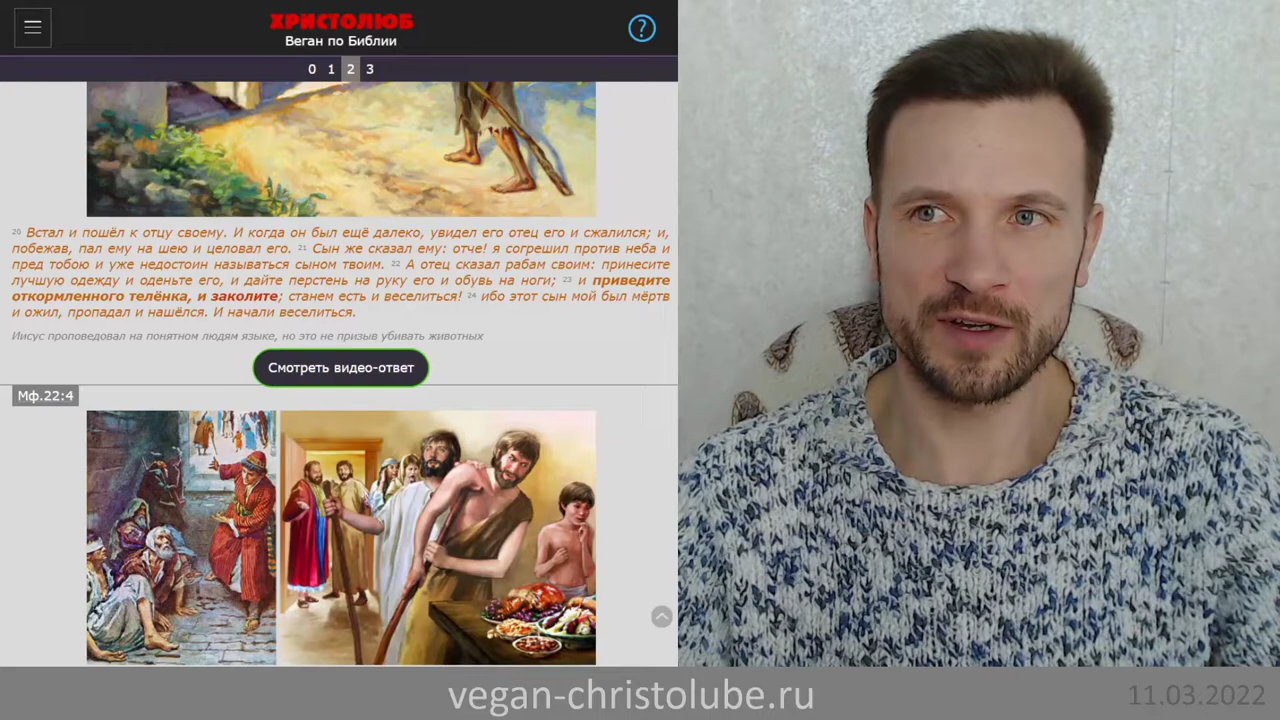 ХРИСТОЛЮБ
Веган по Библии
?
0 1 2 3
20 Встал и пошёл к отцу своему. И когда он был ещё далеко, увидел его отец его и сжалился; и,
побежав, пал ему на шею и целовал его. 21 Сын же сказал ему: отче! я согрешил против неба и
пред тобою и уже недостоин называться сыном твоим. 22 А отец сказал рабам своим: принесите
лучшую одежду и оденьте его, и дайте перстень на руку его и обувь на ноги; 23 и приведите
откормленного телёнка, и заколите; станем есть и веселиться! 24 ибо этот сын мой был мёртв
и ожил, пропадал и нашёлся. И начали веселиться.
Иисус проповедовал на понятном людям языке, но это не призыв убивать животных
Смотреть видео-ответ
Мф.22:4
vegan-christolube.ru
11.03.2022